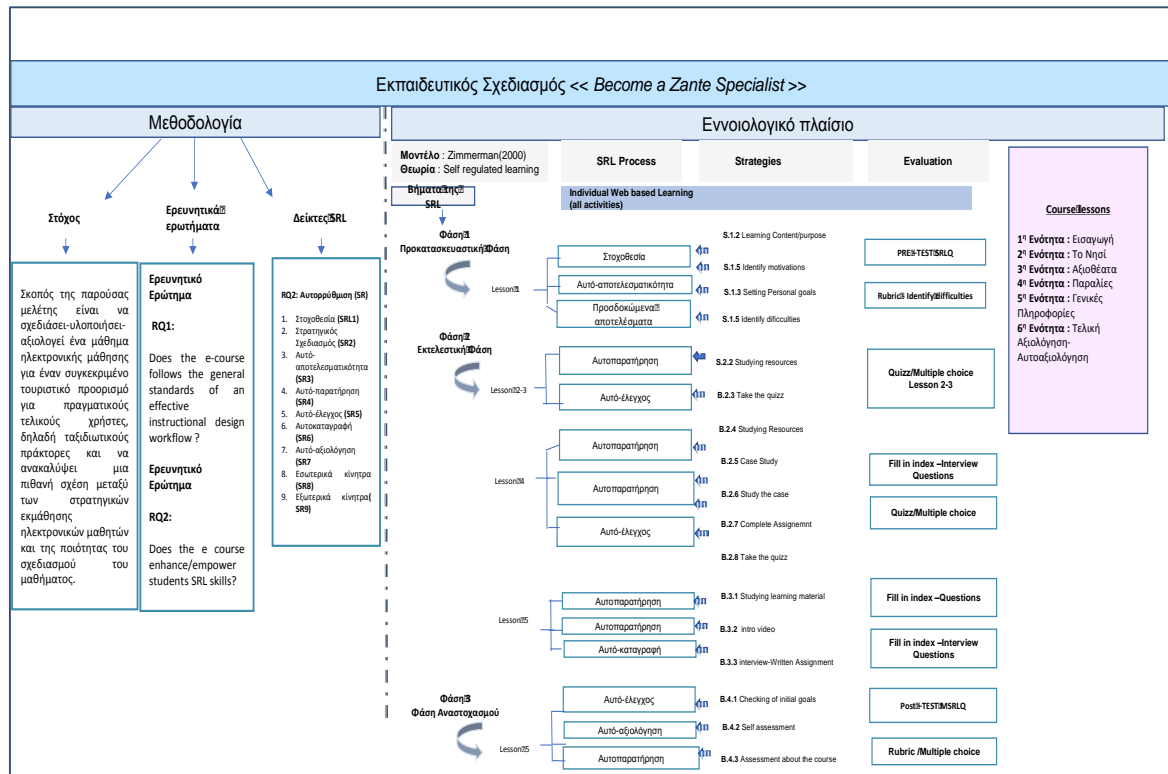 Εκπαιδευτικός Σχεδιασμός << Become a Zante Specialist >>
Μεθοδολογία
Στόχος
Ερευνητικά
ερωτήματα
Δείκτες SRL
Σκοπός της παρούσας
μελέτης είναι να
σχεδιάσει-υλοποιήσει-
αξιολογεί ένα μάθημα
ηλεκτρονικής μάθησης
για έναν συγκεκριμένο
τουριστικό προορισμό
για πραγματικούς
τελικούς χρήστες,
δηλαδή ταξιδιωτικούς
πράκτορες και να
ανακαλύψει μια
πιθανή σχέση μεταξύ
των στρατηγικών
εκμάθησης
ηλεκτρονικών μαθητών
και της ποιότητας του
σχεδιασμού του
μαθήματος.
Ερευνητικό
Ερώτημα
RQ1:
Does the e-course
follows the general
standards of an
effective
instructional design
workflow ?
Ερευνητικό
Ερώτημα
RQ2:
Does the e course
enhance/empower
students SRL skills?
RQ2: Αυτορρύθμιση (SR)
1. Στοχοθεσία (SRL1)
2. Στρατηγικός
Σχεδιασμός (SR2)
3. Αυτό-
αποτελεσματικότητα
(SR3)
4. Αυτό-παρατήρηση
(SR4)
5. Αυτό-έλεγχος (SR5)
6. Αυτοκαταγραφή
(SR6)
7. Αυτό-αξιολόγηση
(SR7
8. Εσωτερικά κίνητρα
(SR8)
9. Εξωτερικά κίνητρα(
SR9)
Εννοιολογικό πλαίσιο
Μοντέλο : Zimmerman(2000)
Θεωρία : Self regulated learning
SRL Process
Strategies
Evaluation
Βήματα της
SRL
Individual Web based Learning
(all activities)
Φάση 1
Προκατασκευαστική Φάση
Lesson 1
Στοχοθεσία
Αυτό-αποτελεσματικότητα
Προσδοκώμενα
αποτελέσματα
S.1.2 Learning Content/purpose
S.1.5 Identify motivations
S.1.3 Setting Personal goals
S.1.5 Identify dificculties
PRE -TEST SRLQ
Rubric Identify difficulties
Φάση 2
Εκτελεστική Φάση
Lesson 2-3
Αυτοπαρατήρηση
Αυτό-έλεγχος
S.2.2 Studying resources
B.2.3 Take the quizz
Quizz/Multiple choice
Lesson 2-3
Lesson 4
Αυτοπαρατήρηση
Αυτοπαρατήρηση
Αυτό-έλεγχος
B.2.4 Studying Resources
B.2.5 Case Study
B.2.6 Study the case
B.2.7 Complete Assignemnt
B.2.8 Take the quizz
Fill in index –Interview
Questions
Quizz/Multiple choice
Lesson 5
Αυτοπαρατήρηση
Αυτοπαρατήρηση
Αυτό-καταγραφή
B.3.1 Studying learning material
B.3.2 intro video
B.3.3 interview-Written Assignment
Fill in index –Questions
Fill in index –Interview
Questions
Φάση 3
Φάση Αναστοχασμού
Lesson 5
Αυτό-έλεγχος
Αυτό-αξιολόγηση
Αυτοπαρατήρηση
B.4.1 Checking of initial goals
B.4.2 Self assessment
B.4.3 Assessment about the course
Post -TEST MSRLQ
Rubric /Multiple choice
Course lessons
1η Ενότητα : Εισαγωγή
2η Ενότητα : Το Νησί
3η Ενότητα : Αξιοθέατα
4η Ενότητα : Παραλίες
5η Ενότητα : Γενικές
Πληροφορίες
6η Ενότητα : Τελική
Αξιολόγηση-
Αυτοαξιολόγηση